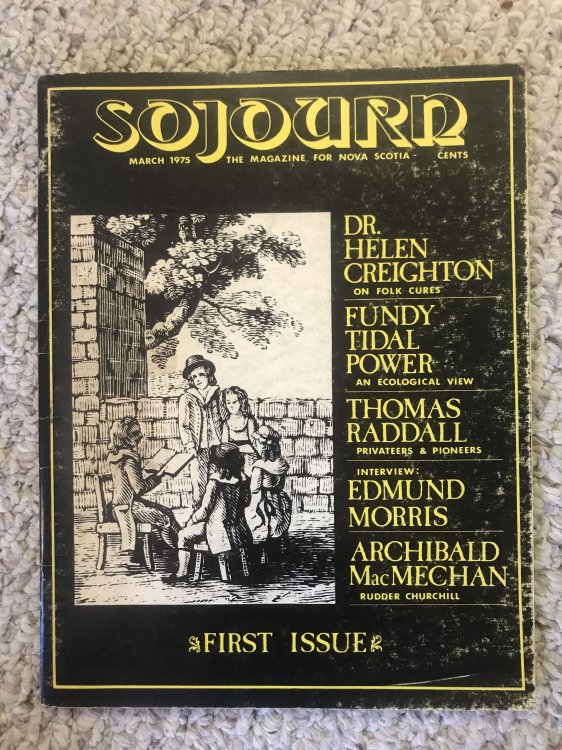 SOJOURN
MARCH 1975 THE MAGAZINE FOR NOVA SCOTIA CENTS
DR.
HELEN
CREIGHTON
ON FOLK CURES
FUNDY
TIDAL
POWER
AN ECOLOGICAL VIEW
THOMAS
RADDALL
PRIVATEERS & PIONEERS
INTERVIEW:
EDMUND
MORRIS
ARCHIBALD
MacMECHAN
RUDDER CHURCHILL
FIRST ISSUE